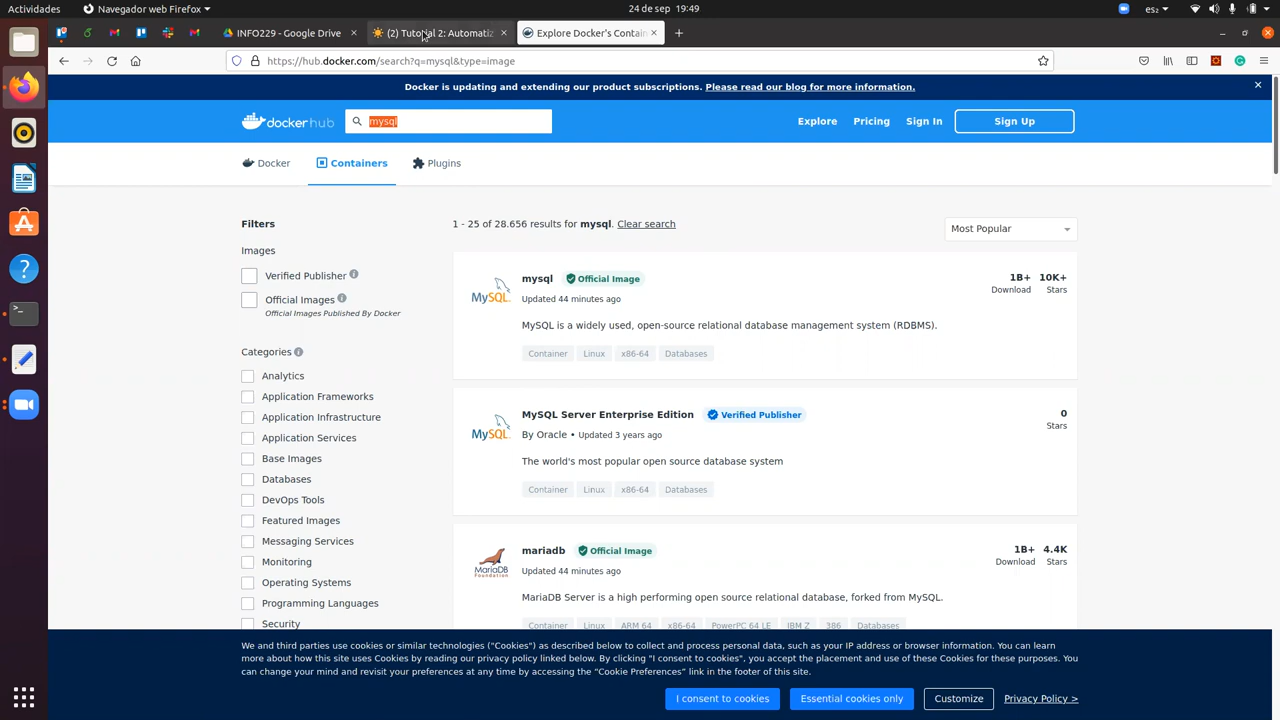 Actividades
Navegador web Firefox
24 de sep 19:49
es2
INFO229 - Google Drive
(2) Tutorial 2: Automatiz
Explore Docker's Contain
https://hub.docker.com/search?q=mysql&type=image
Docker is updating and extending our product subscriptions. Please read our blog for more information.
dockerhub
mysql
Explore
Pricing
Sign In
Sign Up
Docker
Containers
Plugins
Filters
1 - 25 of 28.656 results for mysql. Clear search
Most Popular
Images
Verified Publisher
Official Images
Official Images Published By Docker
Categories
Analytics
Application Frameworks
Application Infrastructure
Application Services
Base Images
Databases
DevOps Tools
Featured Images
Messaging Services
Monitoring
Operating Systems
Programming Languages
Security
MySQL.
mysql
Official Image
1B+
10K+
Updated 44 minutes ago
Download
Stars
MySQL is a widely used, open-source relational database management system (RDBMS).
Container
Linux
x86-64
Databases
MySQL.
MySQL Server Enterprise Edition
Verified Publisher
0
By Oracle • Updated 3 years ago
Stars
The world's most popular open source database system
Container
Linux
x86-64
Databases
MariaDB
FOUNDATION
mariadb
Official Image
1B+
4.4K
Updated 44 minutes ago
Download
Stars
MariaDB Server is a high performing open source relational database, forked from MySQL.
Container
Linux
ARM 64
x86-64
PowerPC 64 LE
IBM Z
386
Databases
We and third parties use cookies or similar technologies ("Cookies") as described below to collect and process personal data, such as your IP address or browser information. You can learn
more about how this site uses Cookies by reading our privacy policy linked below. By clicking "I consent to cookies", you accept the placement and use of these Cookies for these purposes. You
can change your mind and revisit your preferences at any time by accessing the "Cookie Preferences" link in the footer of this site.
I consent to cookies
Essential cookies only
Customize
Privacy Policy >